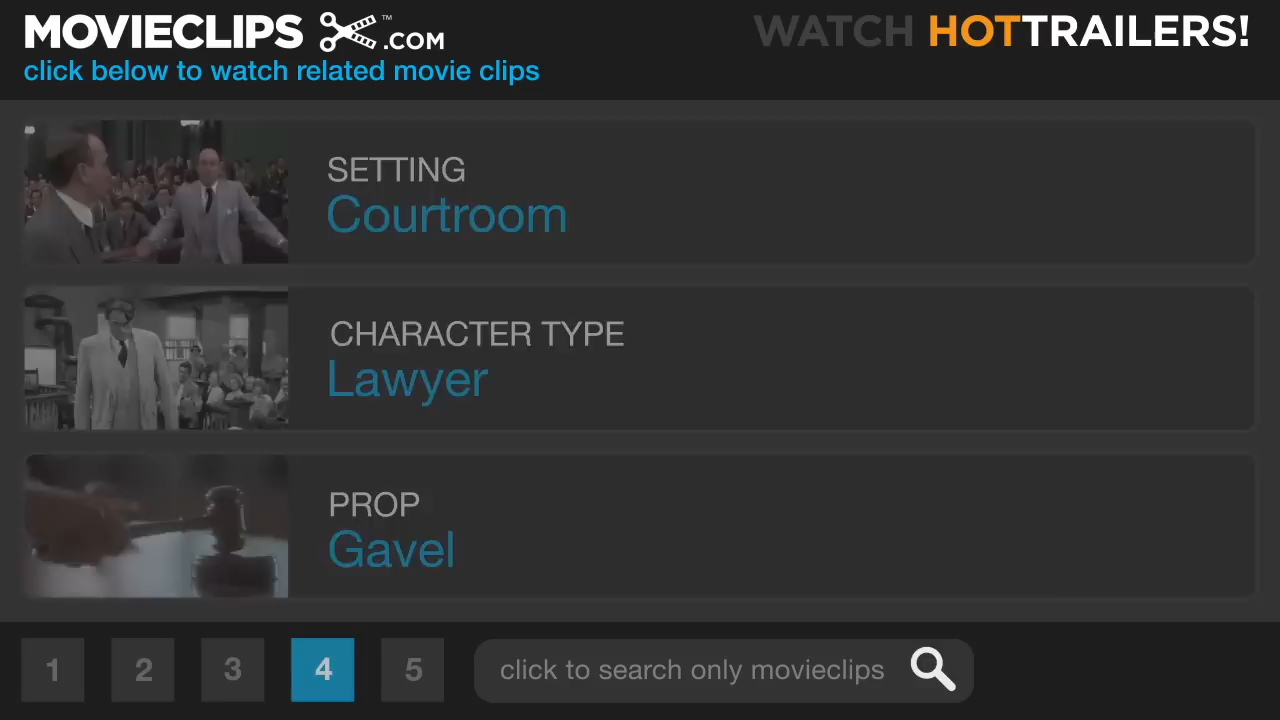 MOVIECLIPS ™ .COM
WATCH HOTTRAILERS!
click below to watch related movie clips
SETTING
Courtroom
CHARACTER TYPE
Lawyer
PROP
Gavel
1 2 3 4 5 click to search only movieclips